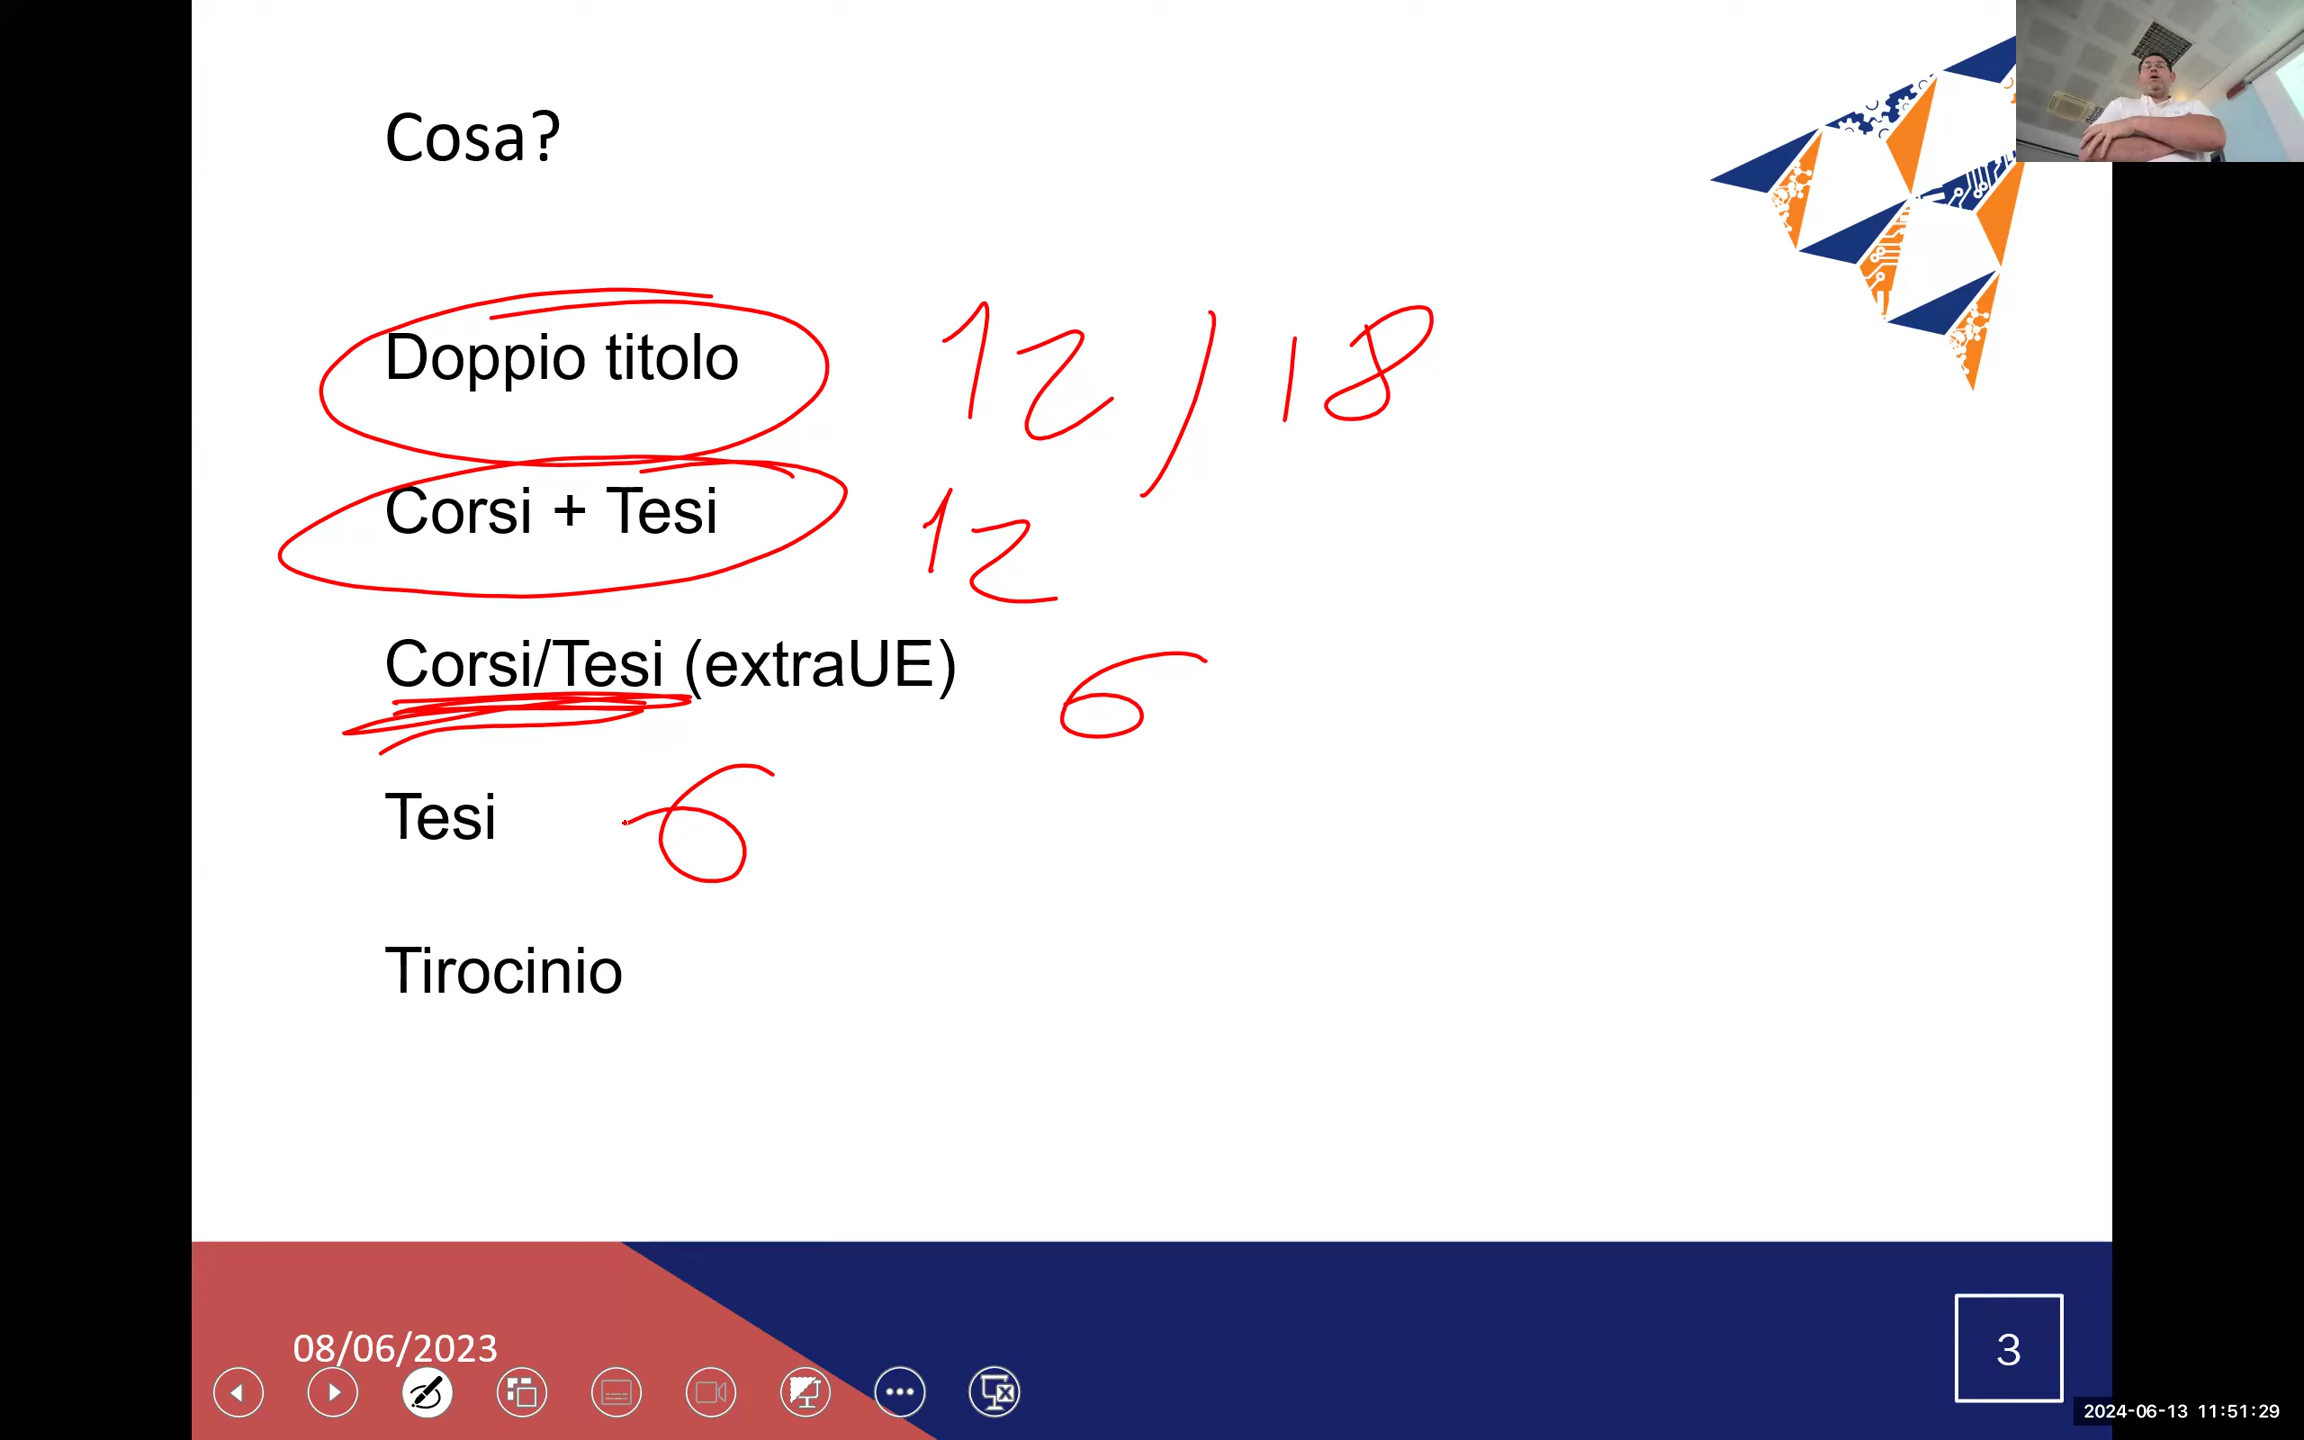 Cosa?
Doppio titolo 12 / 18
Corsi + Tesi 12
Corsi/Tesi (extraUE) 6
Tesi 6
Tirocinio
08/06/2023
3
2024-06-13 11:51:29